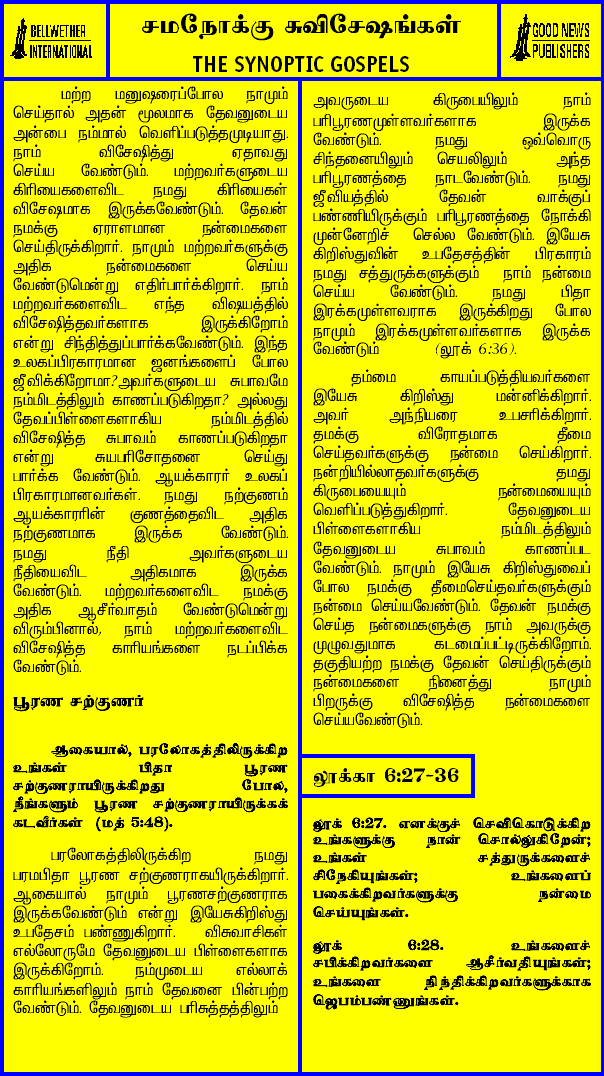 BELLWETHER
INTERNATIONAL
சமநோக்கு சுவிசேஷங்கள்
THE SYNOPTIC GOSPELS
GOOD NEWS
PUBLISHERS
மற்ற மனுஷரைப்போல நாமும்
செய்தால் அதன் மூலமாக தேவனுடைய
அன்பை நம்மால் வெளிப்படுத்தமுடியாது.
நாம் விசேஷித்து ஏதாவது
செய்ய வேண்டும். மற்றவர்களுடைய
கிரியைகளைவிட நமது கிரியைகள்
விசேஷமாக இருக்கவேண்டும். தேவன்
நமக்கு ஏராளமான நன்மைகளை
செய்திருக்கிறார். நாமும் மற்றவர்களுக்கு
அதிக நன்மைகளை செய்ய
வேண்டுமென்று எதிர்பார்க்கிறார். நாம்
மற்றவர்களைவிட எந்த விஷயத்தில்
விசேஷித்தவர்களாக இருக்கிறோம்
என்று சிந்தித்துப்பார்க்கவேண்டும். இந்த
உலகப்பிரகாரமான ஜனங்களைப் போல
ஜீவிக்கிறோமா?அவர்களுடைய சுபாவமே
நம்மிடத்திலும் காணப்படுகிறதா? அல்லது
தேவப்பிள்ளைகளாகிய நம்மிடத்தில்
விசேஷித்த சுபாவம் காணப்படுகிறதா
என்று சுயபரிசோதனை செய்து
பார்க்க வேண்டும். ஆயக்காரர் உலகப்
பிரகாரமானவர்கள். நமது நற்குணம்
ஆயக்காரரின் குணத்தைவிட அதிக
நற்குணமாக இருக்க வேண்டும்.
நமது நீதி அவர்களுடைய
நீதியைவிட அதிகமாக இருக்க
வேண்டும். மற்றவர்களைவிட நமக்கு
அதிக ஆசீர்வாதம் வேண்டுமென்று
விரும்பினால், நாம் மற்றவர்களைவிட
விசேஷித்த காரியங்களை நடப்பிக்க
வேண்டும்.
பூரண சற்குணர்
ஆகையால், பரலோகத்திலிருக்கிற
உங்கள் பிதா பூரண
சற்குணராயிருக்கிறது போல,
நீங்களும் பூரண சற்குணராயிருக்கக்
கடவீர்கள் (மத் 5:48).
பரலோகத்திலிருக்கிற நமது
பரமபிதா பூரண சற்குணராகயிருக்கிறார்.
ஆகையால் நாமும் பூரணசற்குணராக
இருக்கவேண்டும் என்று இயேசுகிறிஸ்து
உபதேசம் பண்ணுகிறார். விசுவாசிகள்
எல்லோருமே தேவனுடைய பிள்ளைகளாக
இருக்கிறோம். நம்முடைய எல்லாக்
காரியங்களிலும் நாம் தேவனை பின்பற்ற
வேண்டும். தேவனுடைய பரிசுத்தத்திலும்
அவருடைய கிருபையிலும் நாம்
பரிபூரணமுள்ளவர்களாக இருக்க
வேண்டும். நமது ஒவ்வொரு
சிந்தனையிலும் செயலிலும் அந்த
பரிபூரணத்தை நாடவேண்டும். நமது
ஜீவியத்தில் தேவன் வாக்குப்
பண்ணியிருக்கும் பரிபூரணத்தை நோக்கி
முன்னேறிச் செல்ல வேண்டும். இயேசு
கிறிஸ்துவின் உபதேசத்தின் பிரகாரம்
நமது சத்துருக்களுக்கும் நாம் நன்மை
செய்ய வேண்டும். நமது பிதா
இரக்கமுள்ளவராக இருக்கிறது போல
நாமும் இரக்கமுள்ளவர்களாக இருக்க
வேண்டும் (லூக் 6:36).
தம்மை காயப்படுத்தியவர்களை
இயேசு கிறிஸ்து மன்னிக்கிறார்.
அவர் அந்நியரை உபசரிக்கிறார்.
தமக்கு விரோதமாக தீமை
செய்தவர்களுக்கு நன்மை செய்கிறார்.
நன்றியில்லாதவர்களுக்கு தமது
கிருபையையும் நன்மையையும்
வெளிப்படுத்துகிறார். தேவனுடைய
பிள்ளைகளாகிய நம்மிடத்திலும்
தேவனுடைய சுபாவம் காணப்பட
வேண்டும். நாமும் இயேசு கிறிஸ்துவைப்
போல நமக்கு தீமைசெய்தவர்களுக்கும்
நன்மை செய்யவேண்டும். தேவன் நமக்கு
செய்த நன்மைகளுக்கு நாம் அவருக்கு
முழுவதுமாக கடமைப்பட்டிருக்கிறோம்.
தகுதியற்ற நமக்கு தேவன் செய்திருக்கும்
நன்மைகளை நினைத்து நாமும்
பிறருக்கு விசேஷித்த நன்மைகளை
செய்யவேண்டும்.
லூக்கா 6:27-36
லூக் 6:27. எனக்குச் செவிகொடுக்கிற
உங்களுக்கு நான் சொல்லுகிறேன்;
உங்கள் சத்துருக்களைச்
சிநேகியுங்கள்; உங்களைப்
பகைக்கிறவர்களுக்கு நன்மை
செய்யுங்கள்.
லூக் 6:28. உங்களைச்
சபிக்கிறவர்களை ஆசீர்வதியுங்கள்;
உங்களை நிந்திக்கிறவர்களுக்காக
ஜெபம்பண்ணுங்கள்.